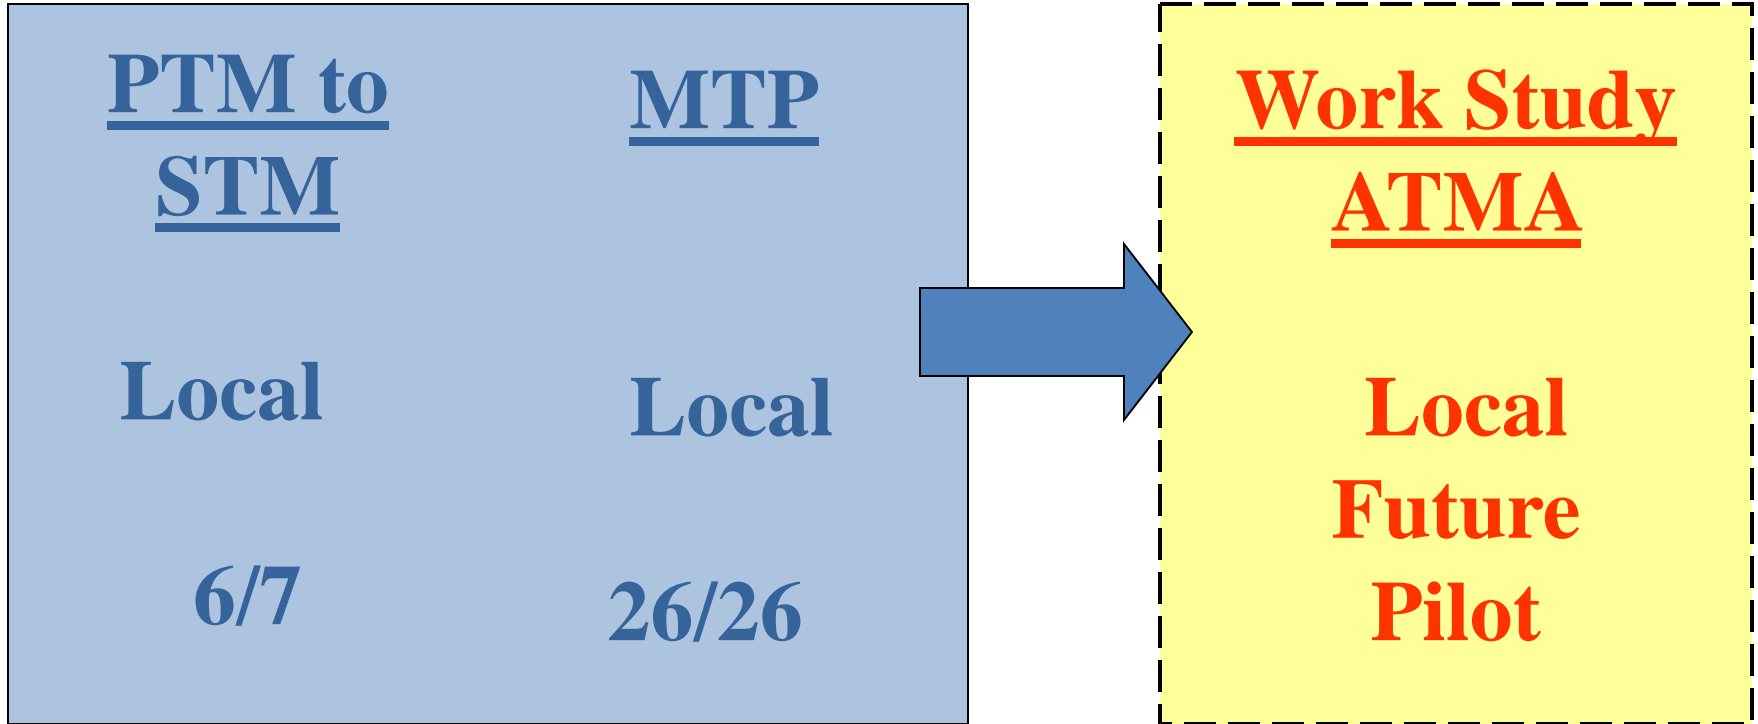 PTM to
STM
Local
6/7
MTP
Local
26/26
Work Study
ATMA
Local
Future
Pilot